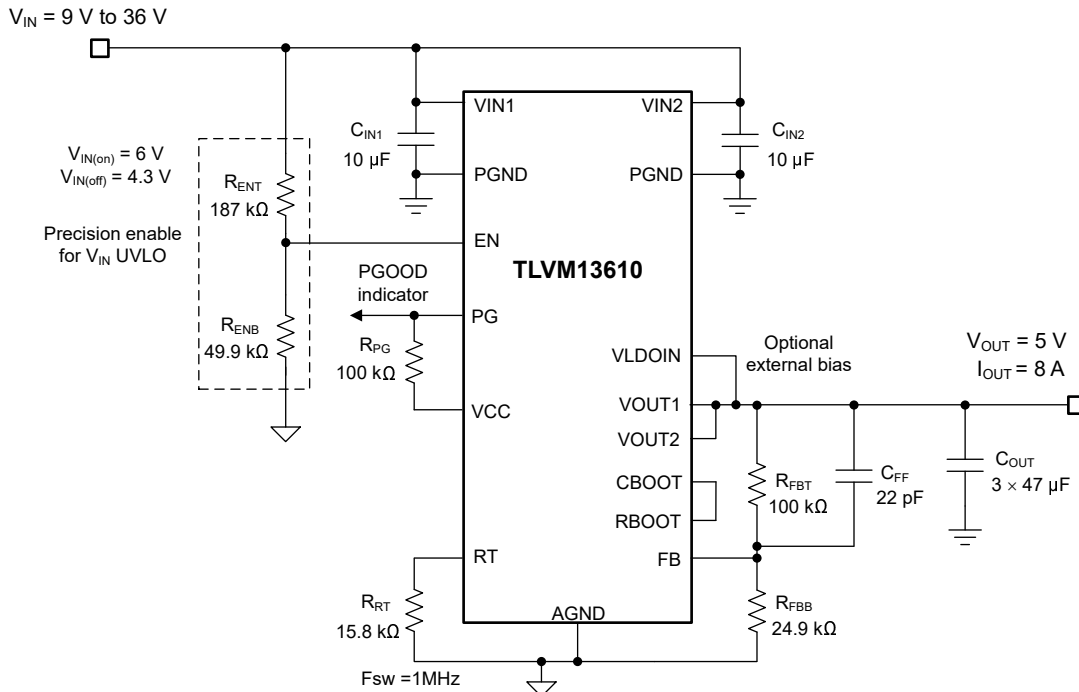 V_IN = 9 V to 36 V
VIN1
VIN2
C_IN1
10 µF
C_IN2
10 µF
V_IN(on) = 6 V
V_IN(off) = 4.3 V
PGND
PGND
R_ENT
187 kΩ
Precision enable
for V_IN UVLO
EN
TLVM13610
PGOOD
indicator
PG
R_ENB
49.9 kΩ
R_PG
100 kΩ
VLDOIN
Optional
external bias
V_OUT = 5 V
I_OUT = 8 A
VCC
VOUT1
VOUT2
CBOOT
RBOOT
R_FBT
100 kΩ
C_FF
22 pF
C_OUT
3 × 47 µF
RT
FB
R_RT
15.8 kΩ
AGND
R_FBB
24.9 kΩ
Fsw =1MHz